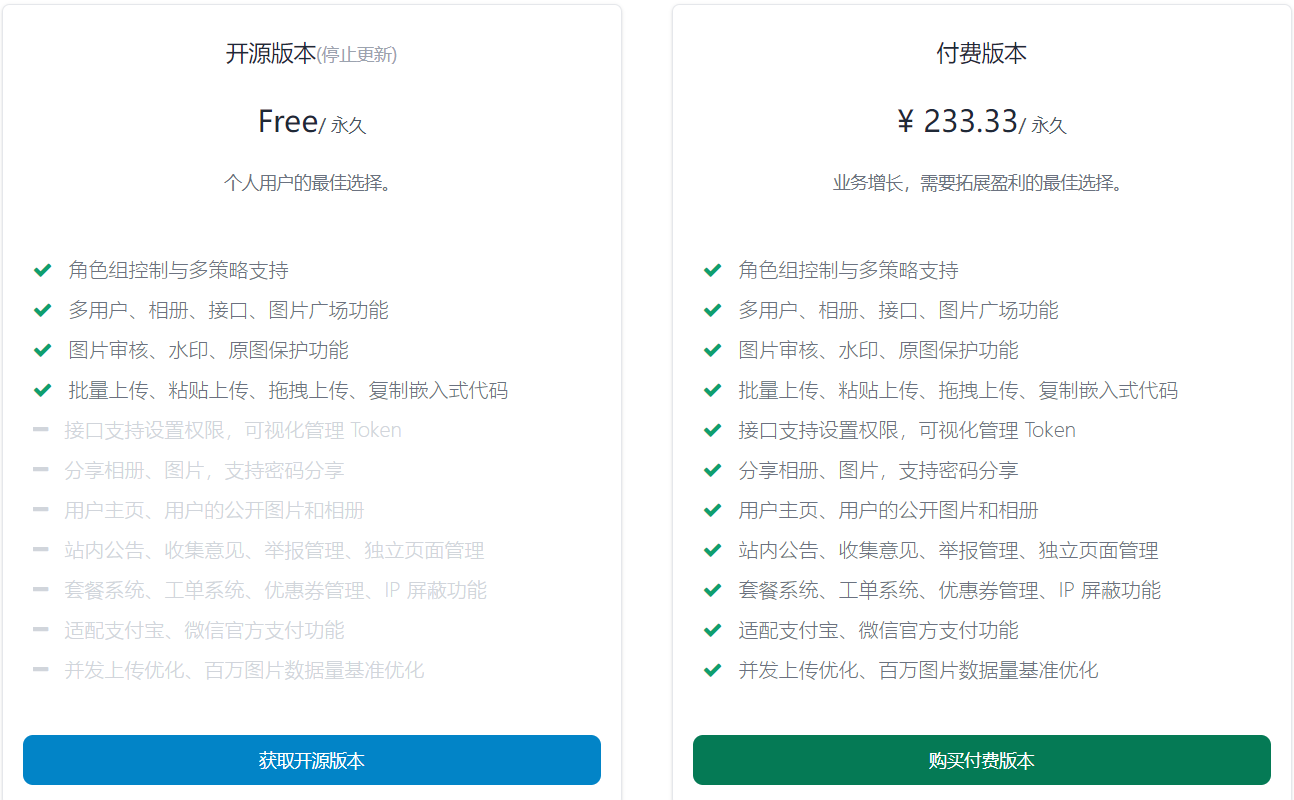 开源版本(停止更新)
Free/ 永久
个人用户的最佳选择。
角色组控制与多策略支持
多用户、相册、接口、图片广场功能
图片审核、水印、原图保护功能
批量上传、粘贴上传、拖拽上传、复制嵌入式代码
接口支持设置权限，可视化管理 Token
分享相册、图片，支持密码分享
用户主页、用户的公开图片和相册
站内公告、收集意见、举报管理、独立页面管理
套餐系统、工单系统、优惠券管理、IP 屏蔽功能
适配支付宝、微信官方支付功能
并发上传优化、百万图片数据量基准优化
获取开源版本
付费版本
¥ 233.33/ 永久
业务增长，需要拓展盈利的最佳选择。
角色组控制与多策略支持
多用户、相册、接口、图片广场功能
图片审核、水印、原图保护功能
批量上传、粘贴上传、拖拽上传、复制嵌入式代码
接口支持设置权限，可视化管理 Token
分享相册、图片，支持密码分享
用户主页、用户的公开图片和相册
站内公告、收集意见、举报管理、独立页面管理
套餐系统、工单系统、优惠券管理、IP 屏蔽功能
适配支付宝、微信官方支付功能
并发上传优化、百万图片数据量基准优化
购买付费版本